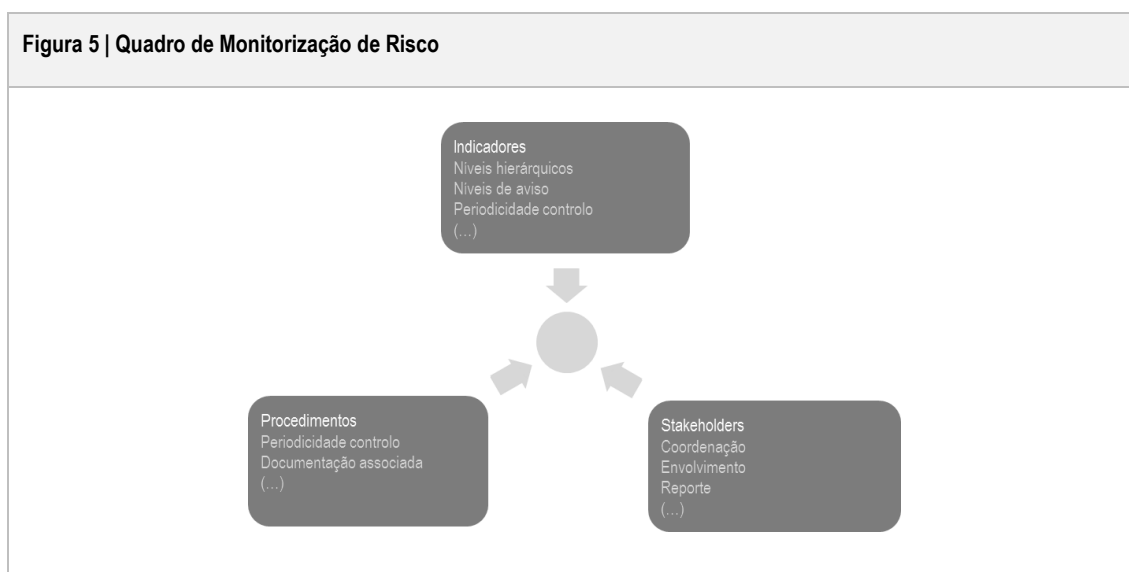 Figura 5 | Quadro de Monitorização de Risco
Indicadores
Níveis hierárquicos
Níveis de aviso
Periodicidade controlo
(…)
Procedimentos
Periodicidade controlo
Documentação associada
(…)
Stakeholders
Coordenação
Envolvimento
Reporte
(…)